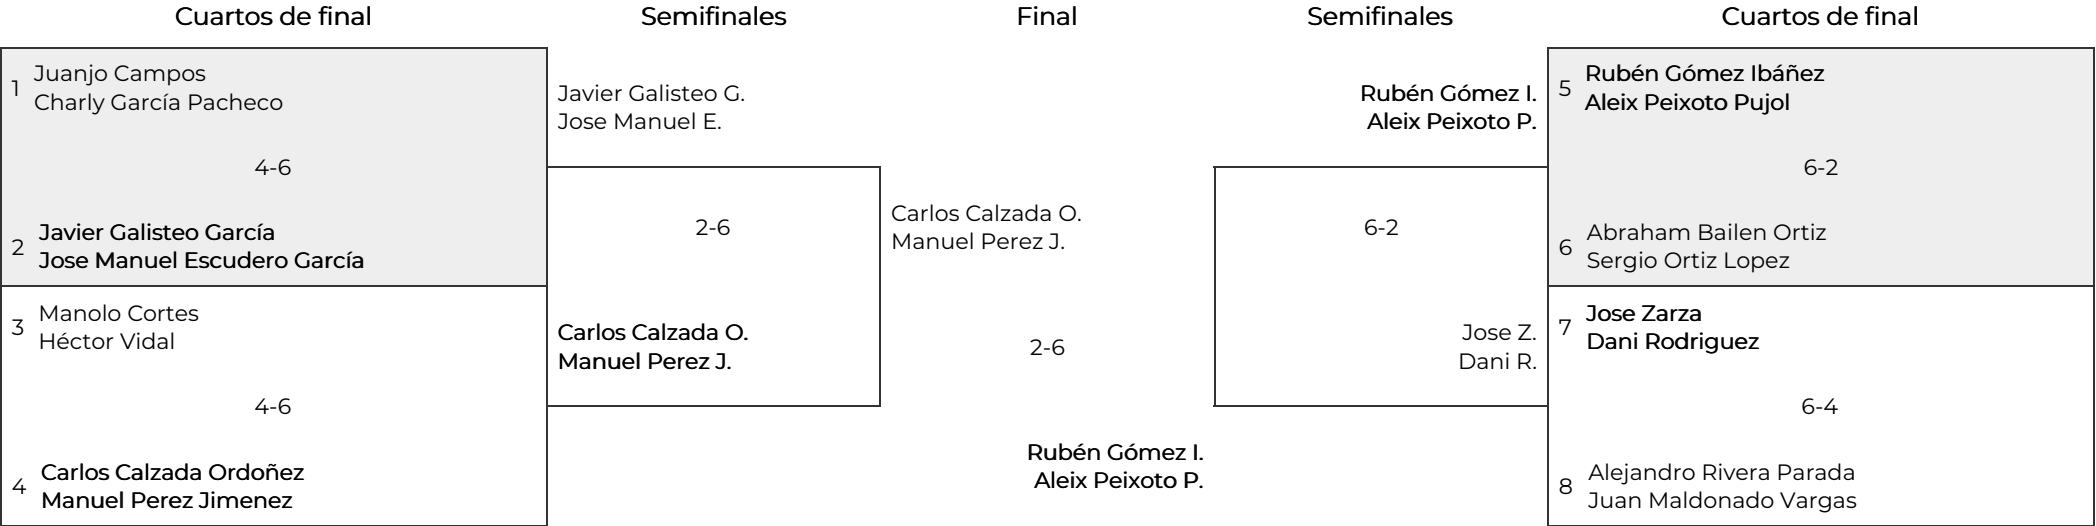 Cuartos de final
Semifinales
Final
Semifinales
Cuartos de final
1
Juanjo Campos
Charly García Pacheco
4-6
2
Javier Galisteo García
Jose Manuel Escudero García
3
Manolo Cortes
Héctor Vidal
4-6
4
Carlos Calzada Ordoñez
Manuel Perez Jimenez
Javier Galisteo G.
Jose Manuel E.
2-6
Carlos Calzada O.
Manuel Perez J.
Carlos Calzada O.
Manuel Perez J.
2-6
Rubén Gómez I.
Aleix Peixoto P.
Rubén Gómez I.
Aleix Peixoto P.
6-2
Jose Z.
Dani R.
5
Rubén Gómez Ibáñez
Aleix Peixoto Pujol
6-2
6
Abraham Bailen Ortiz
Sergio Ortiz Lopez
7
Jose Zarza
Dani Rodriguez
6-4
8
Alejandro Rivera Parada
Juan Maldonado Vargas